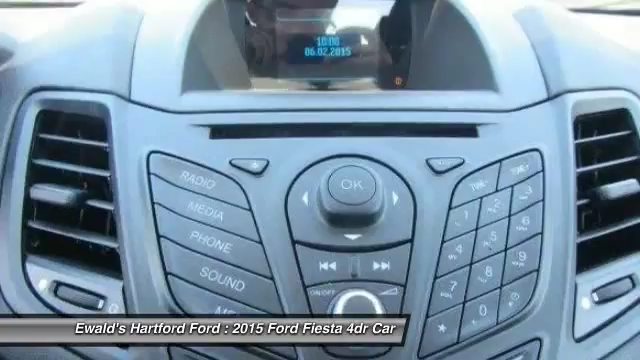 10:00
06.02.2015
RADIO
MEDIA
PHONE
SOUND
OK
TUNE -
TUNE +
1
2
3
4
5
6
7
8
9
*
0
#
ON/OFF
Ewald's Hartford Ford : 2015 Ford Fiesta 4dr Car